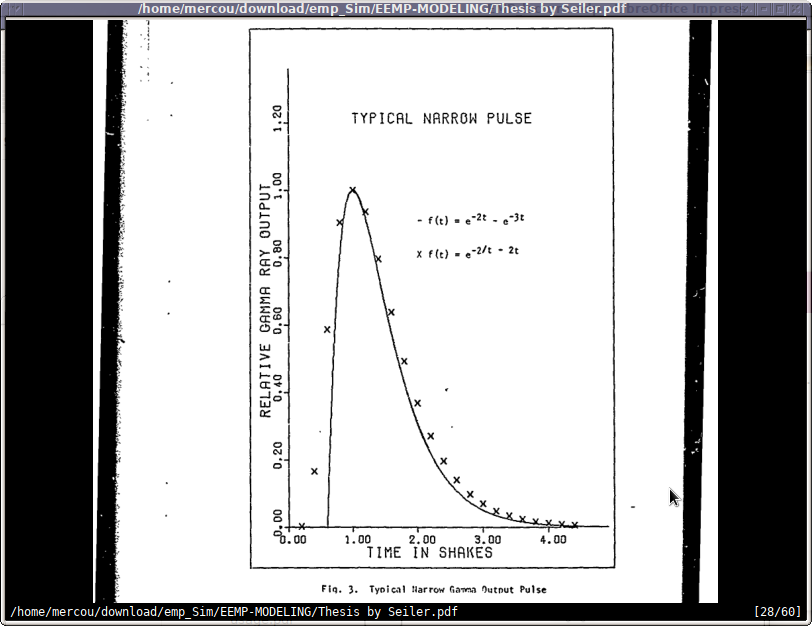 /home/mercou/download/emp_Sim/EEMP-MODELING/Thesis by Seiler.pdf
TYPICAL NARROW PULSE
- f(t) = e^-2t - e^-3t
X f(t) = e^-2/t - 2t
RELATIVE GAMMA RAY OUTPUT
1.20
1.00
0.80
0.60
0.40
0.20
0.00
0.00 1.00 2.00 3.00 4.00
TIME IN SHAKES
Fig. 3. Typical Narrow Gamma Output Pulse
/home/mercou/download/emp_Sim/EEMP-MODELING/Thesis by Seiler.pdf [28/60]